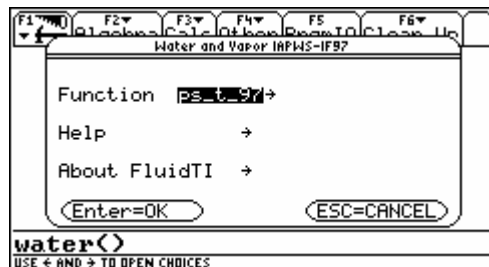 F1 F2 F3 F4 F5 F6
Algebra Calc Other PrgmIO Clean Up
Water and Vapor IAPWS-IF97
Function ps_t_97→
Help →
About FluidTI →
Enter=OK ESC=CANCEL
water()
USE ← AND → TO OPEN CHOICES